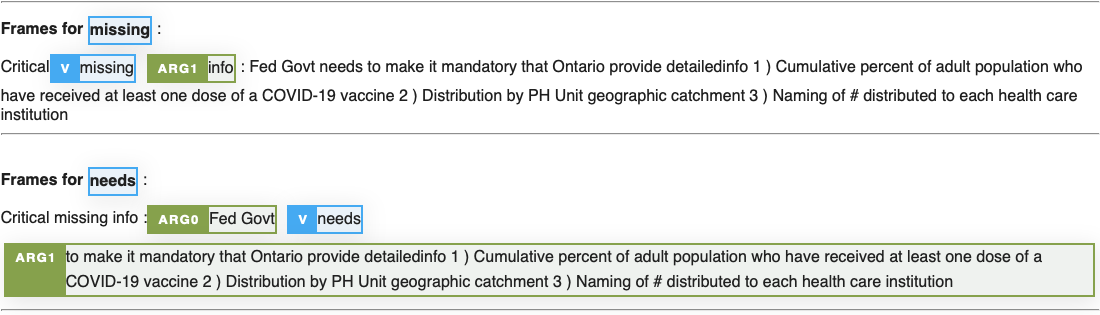 Frames for missing :
Critical V missing ARG1 info : Fed Govt needs to make it mandatory that Ontario provide detailedinfo 1 ) Cumulative percent of adult population who
have received at least one dose of a COVID-19 vaccine 2 ) Distribution by PH Unit geographic catchment 3 ) Naming of # distributed to each health care
institution
Frames for needs :
Critical missing info : ARG0 Fed Govt V needs
ARG1 to make it mandatory that Ontario provide detailedinfo 1 ) Cumulative percent of adult population who have received at least one dose of a
COVID-19 vaccine 2 ) Distribution by PH Unit geographic catchment 3 ) Naming of # distributed to each health care institution